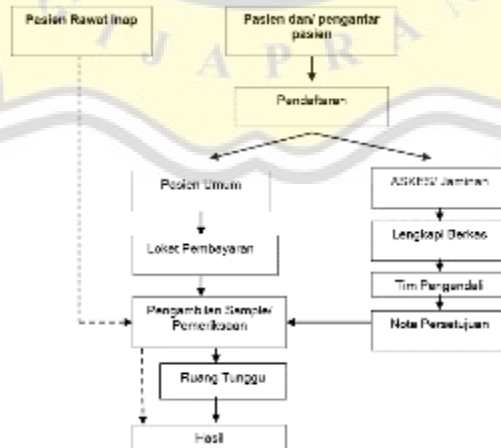 Pasien Rawat Inap
Pasien dan/ pengantar
pasien
I J A P R A N
Pendaftaran
Pasien Umum
ASKES/ Jaminan
Loket Pembayaran
Lengkapi Berkas
Tim Pengendali
Pengambilan Sample/
Pemeriksaan
Nota Persetujuan
Ruang Tunggu
Hasil